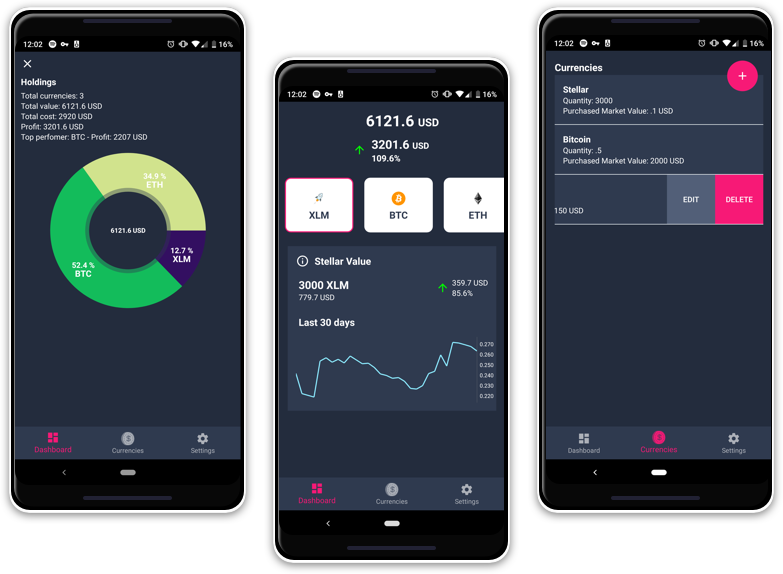 12:02
16%
Holdings
Total currencies: 3
Total value: 6121.6 USD
Total cost: 2920 USD
Profit: 3201.6 USD
Top perfomer: BTC - Profit: 2207 USD
34.9 %
ETH
6121.6 USD
12.7 %
XLM
52.4 %
BTC
Dashboard
Currencies
Settings
12:02
16%
6121.6 USD
3201.6 USD
109.6%
XLM
BTC
ETH
Stellar Value
3000 XLM
779.7 USD
359.7 USD
85.6%
Last 30 days
0.270
0.260
0.250
0.240
0.230
0.220
Dashboard
Currencies
Settings
12:02
16%
Currencies
+
Stellar
Quantity: 3000
Purchased Market Value: .1 USD
Bitcoin
Quantity: .5
Purchased Market Value: 2000 USD
150 USD
EDIT
DELETE
Dashboard
Currencies
Settings